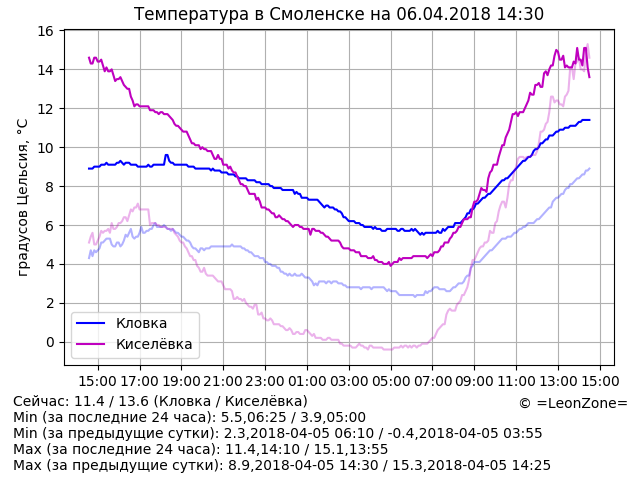 Температура в Смоленске на 06.04.2018 14:30
16
14
12
10
8
6
4
2
0
градусов Цельсия, °C
Кловка
Киселёвка
15:00 17:00 19:00 21:00 23:00 01:00 03:00 05:00 07:00 09:00 11:00 13:00 15:00
Сейчас: 11.4 / 13.6 (Кловка / Киселёвка)
© =LeonZone=
Min (за последние 24 часа): 5.5,06:25 / 3.9,05:00
Min (за предыдущие сутки): 2.3,2018-04-05 06:10 / -0.4,2018-04-05 03:55
Max (за последние 24 часа): 11.4,14:10 / 15.1,13:55
Max (за предыдущие сутки): 8.9,2018-04-05 14:30 / 15.3,2018-04-05 14:25